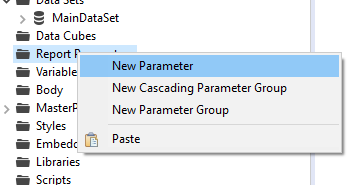 Data Sets
MainDataSet
Data Cubes
Report
New Parameter
Variable
New Cascading Parameter Group
Body
New Parameter Group
MasterP
Styles
Paste
Embedd
Libraries
Scripts